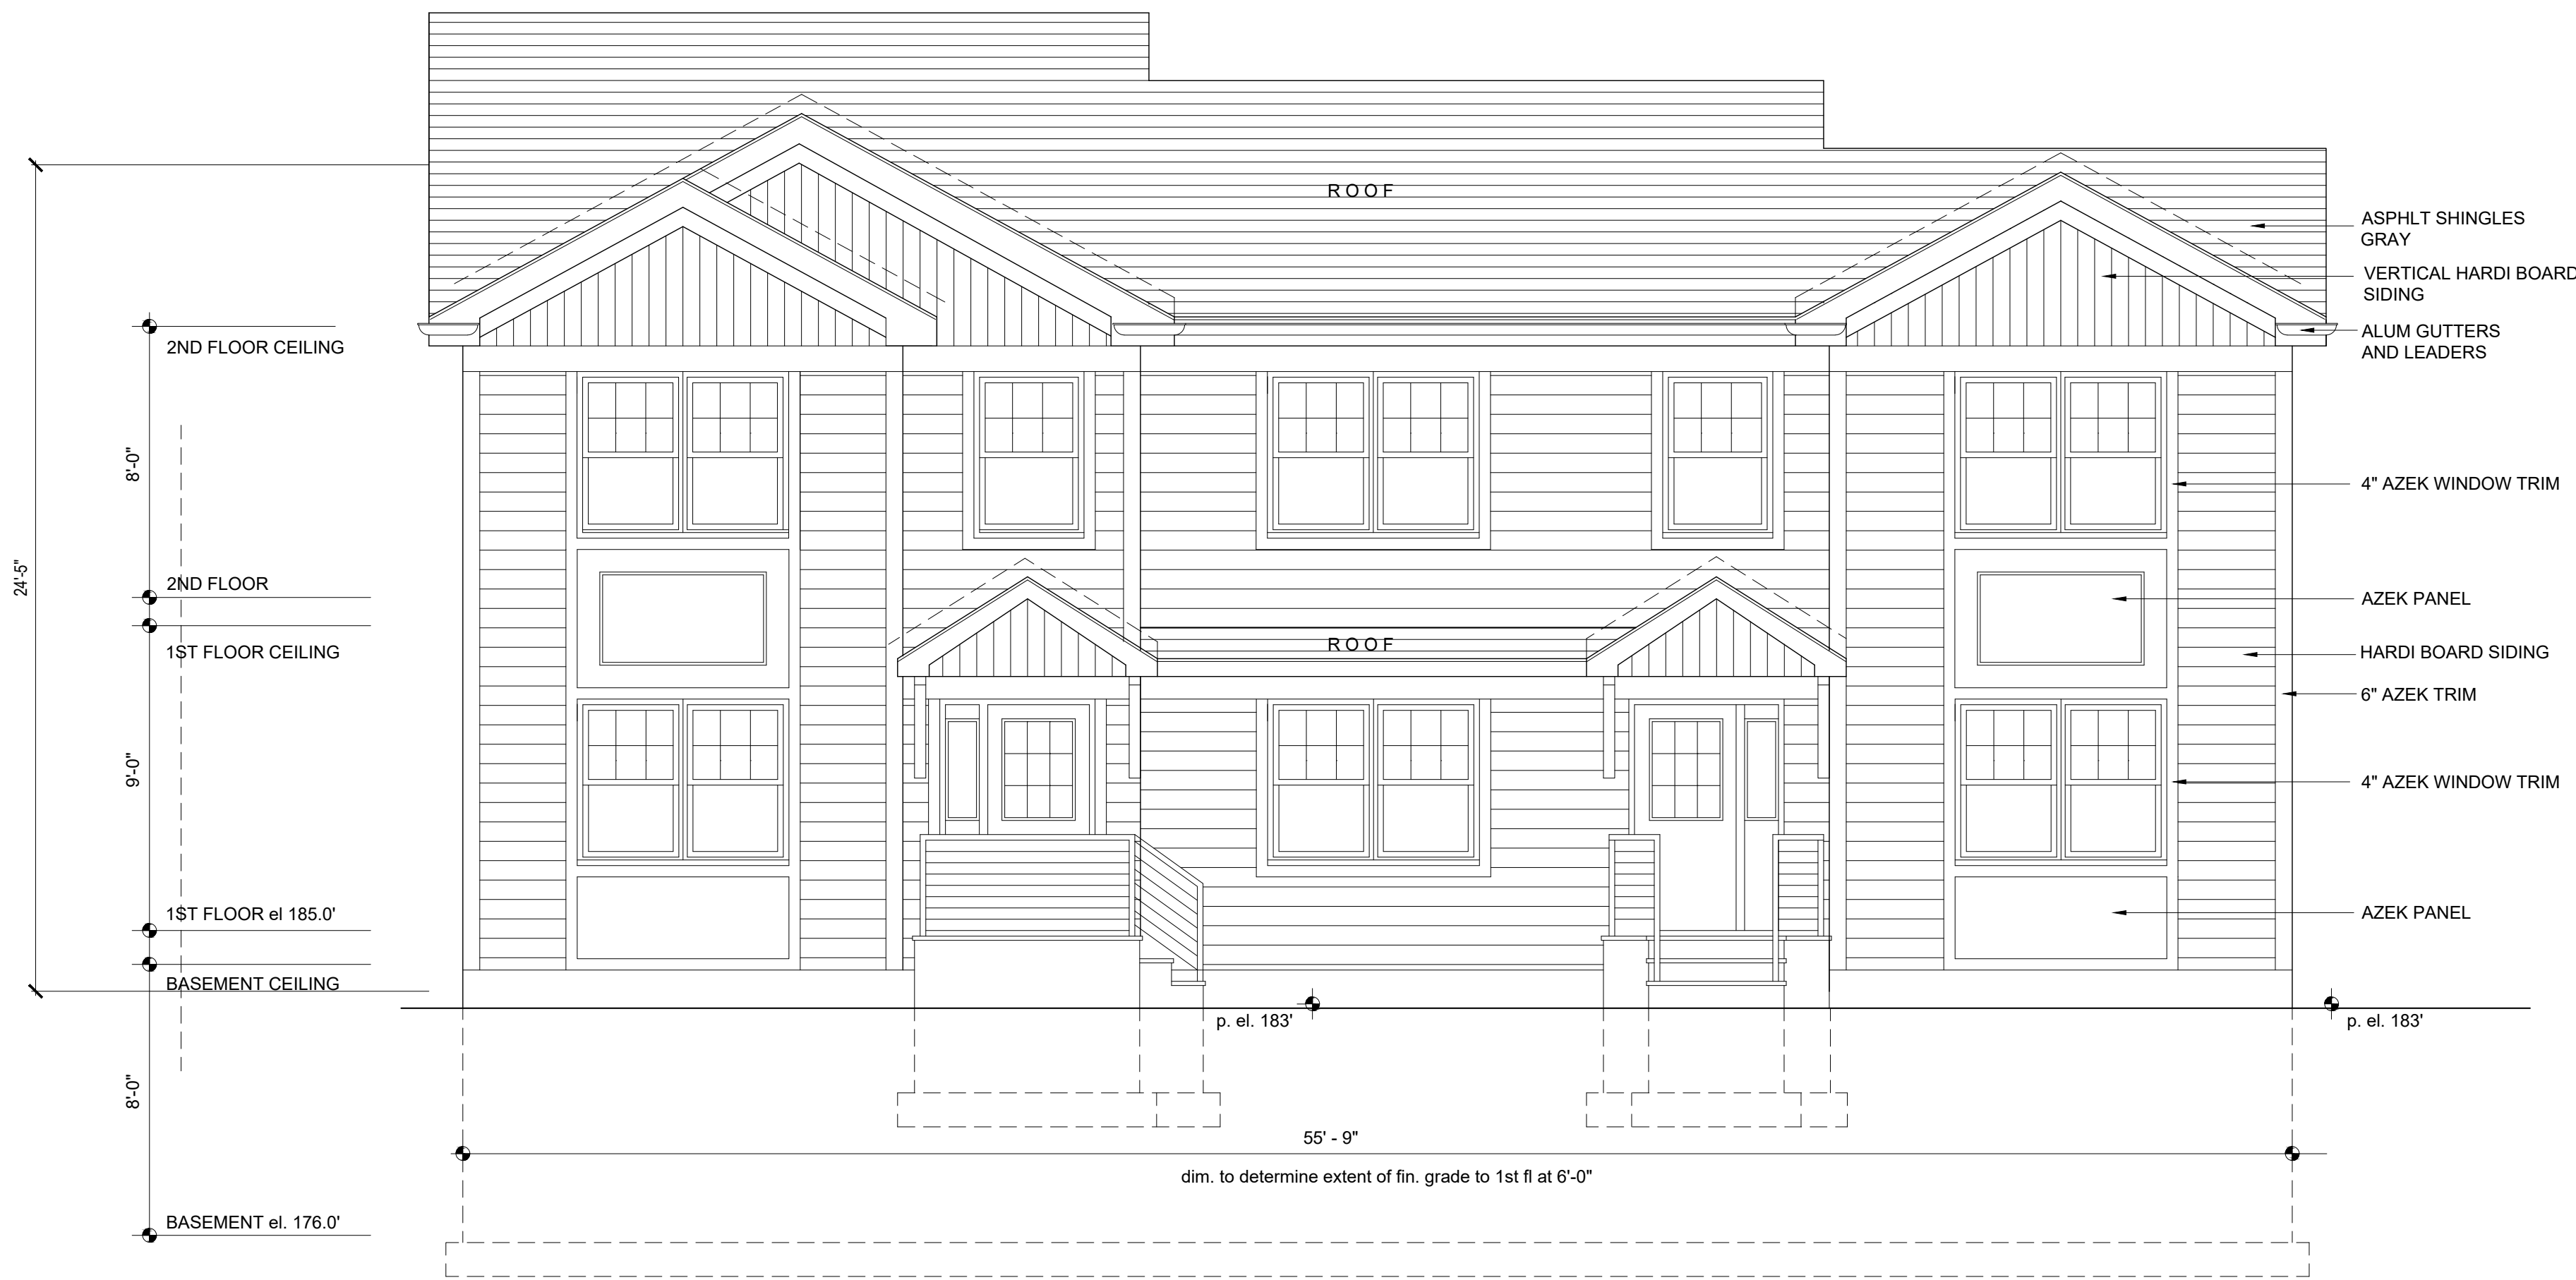 R O O F
ASPHLT SHINGLES
GRAY
VERTICAL HARDI BOARD
SIDING
ALUM GUTTERS
AND LEADERS
2ND FLOOR CEILING
8'-0"
4" AZEK WINDOW TRIM
24'-5"
2ND FLOOR
AZEK PANEL
1ST FLOOR CEILING
R O O F
HARDI BOARD SIDING
6" AZEK TRIM
9'-0"
4" AZEK WINDOW TRIM
1ST FLOOR el 185.0'
AZEK PANEL
BASEMENT CEILING
p. el. 183'
p. el. 183'
8'-0"
55' - 9"
dim. to determine extent of fin. grade to 1st fl at 6'-0"
BASEMENT el. 176.0'